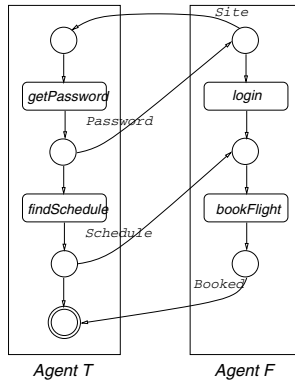 Site
getPassword
login
Password
findSchedule
bookFlight
Schedule
Booked
Agent T
Agent F